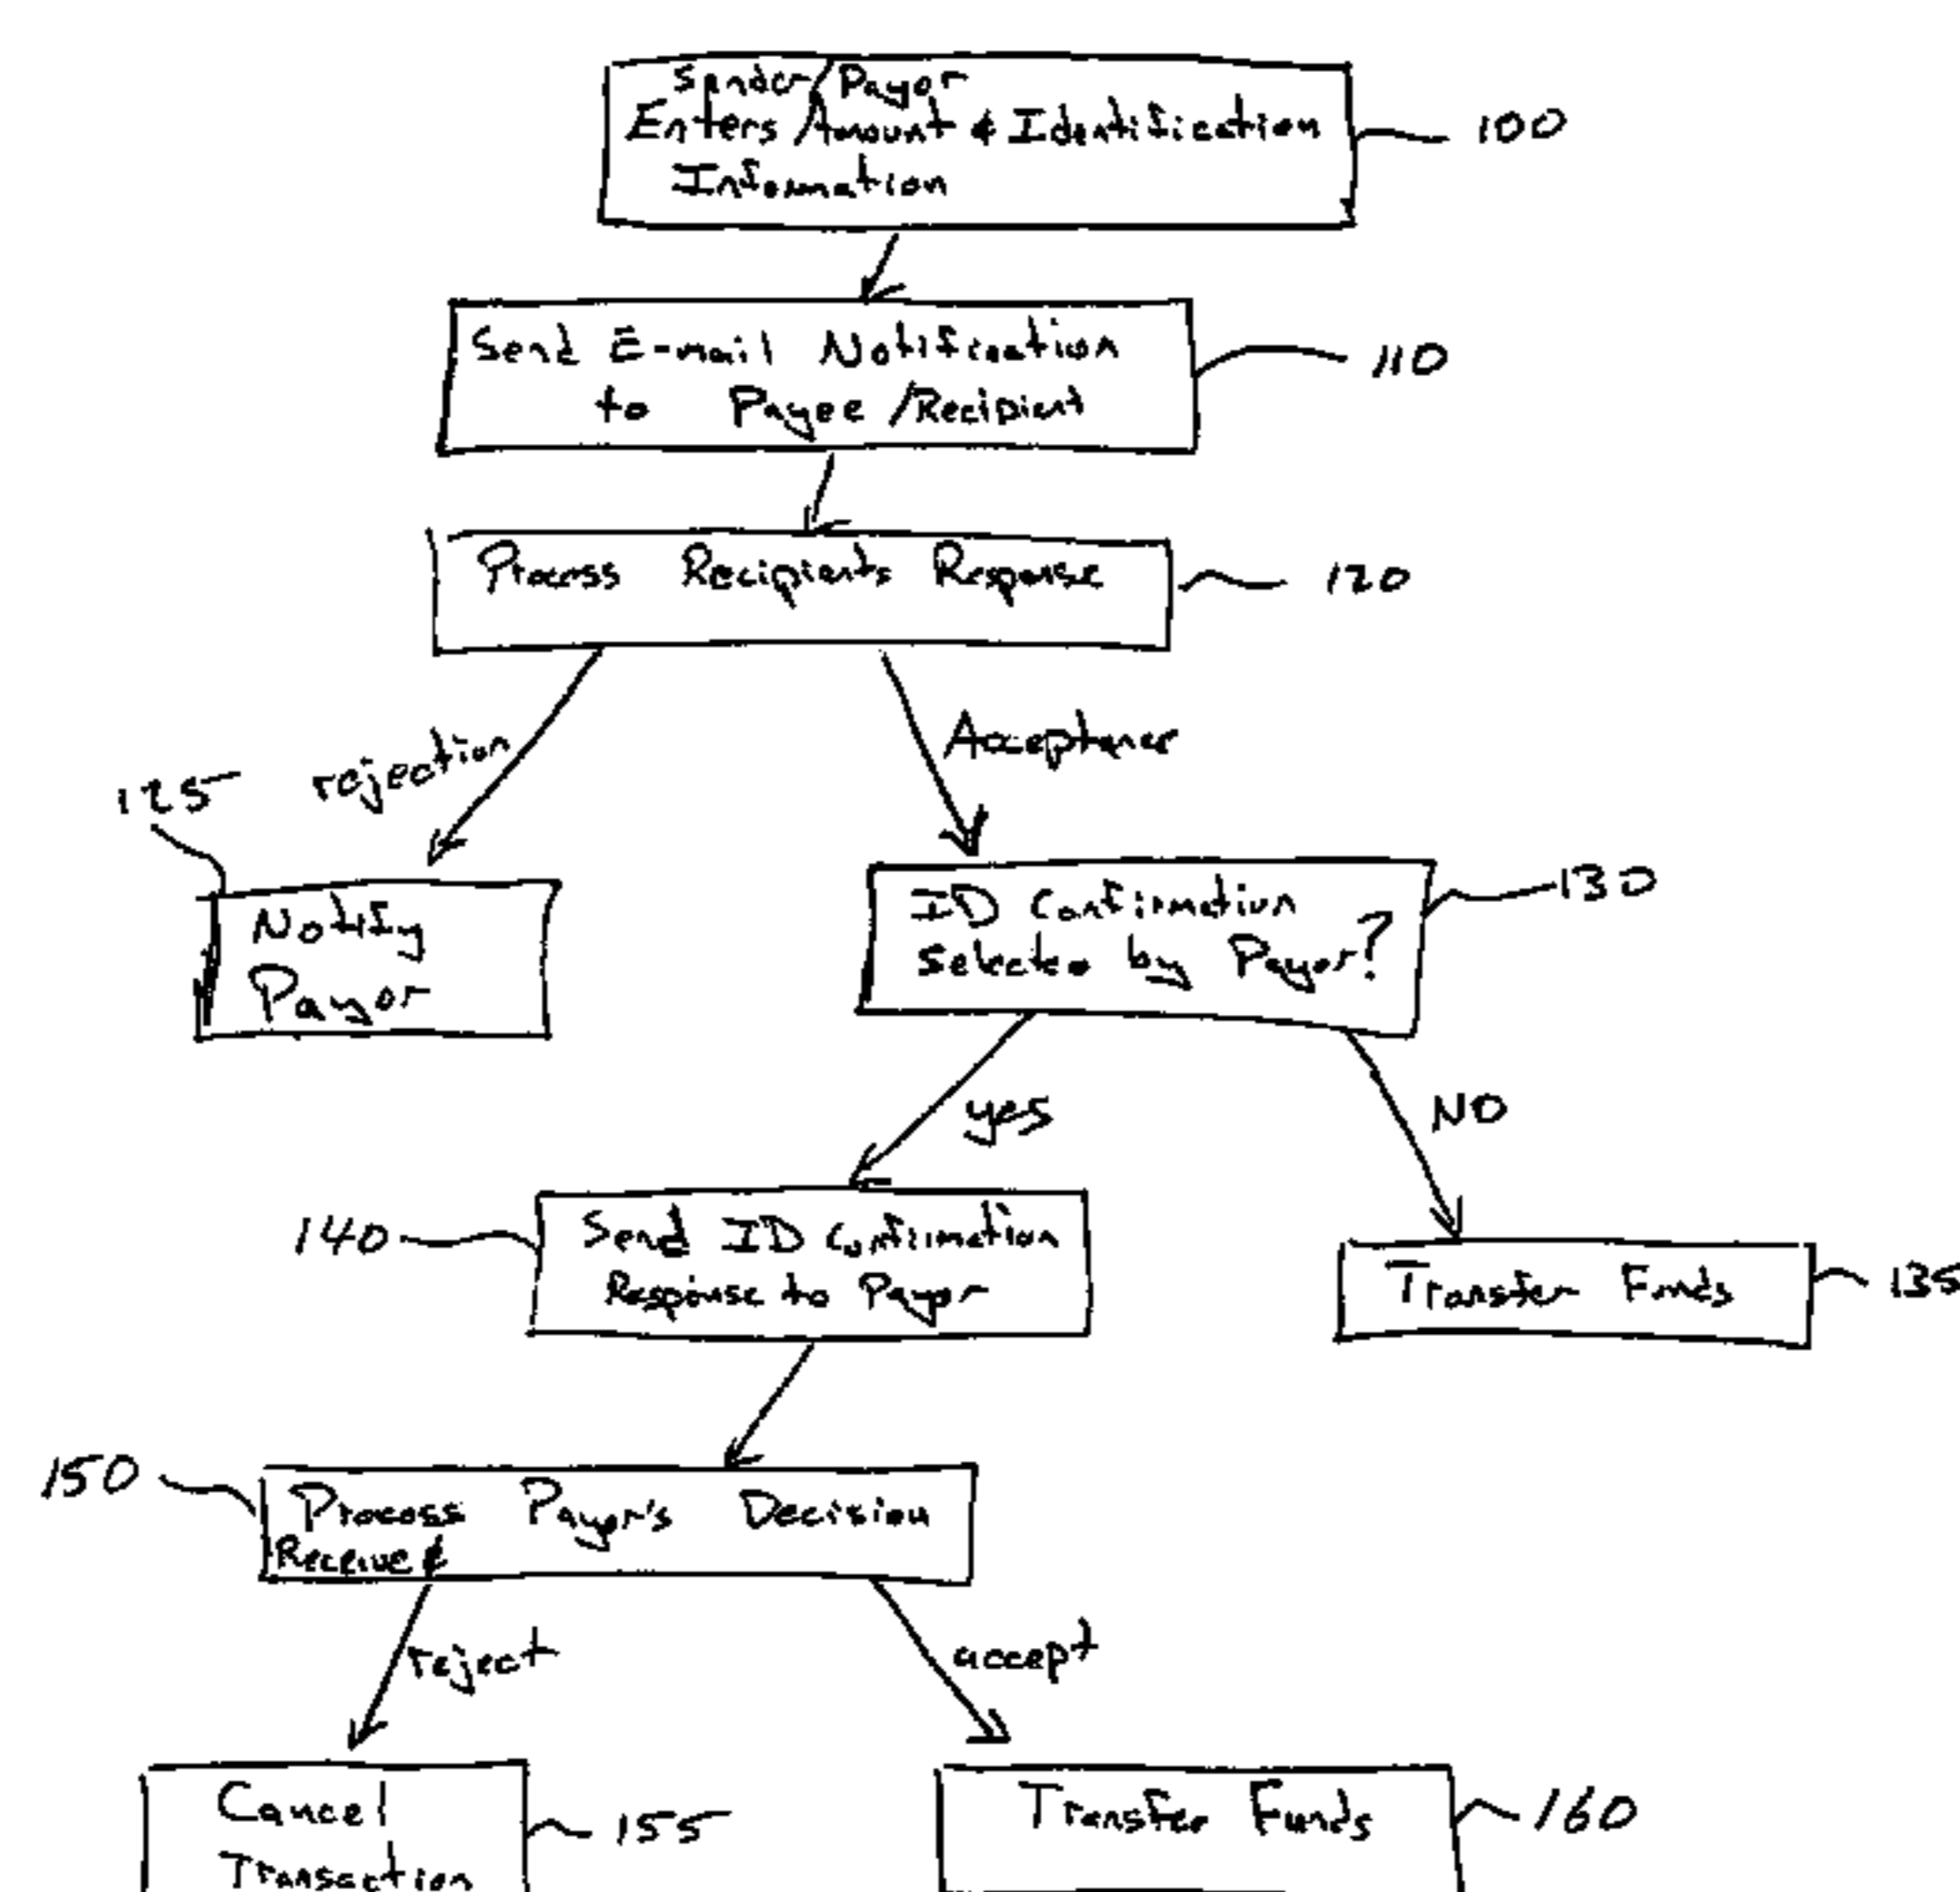 Sender/Payor
Enters Amount & Identification
Information
100
Send E-mail Notification
to Payee/Recipient
110
Process Recipients Response
120
rejection
Acceptance
125
Notify
Payor
ID Confirmation
selected by Payor?
130
yes
NO
140
Send ID Confirmation
Response to Payor
Transfer Funds
135
150
Process Payor's Decision
Receive &
reject
accept
Cancel
Transaction
155
Transfer Funds
160